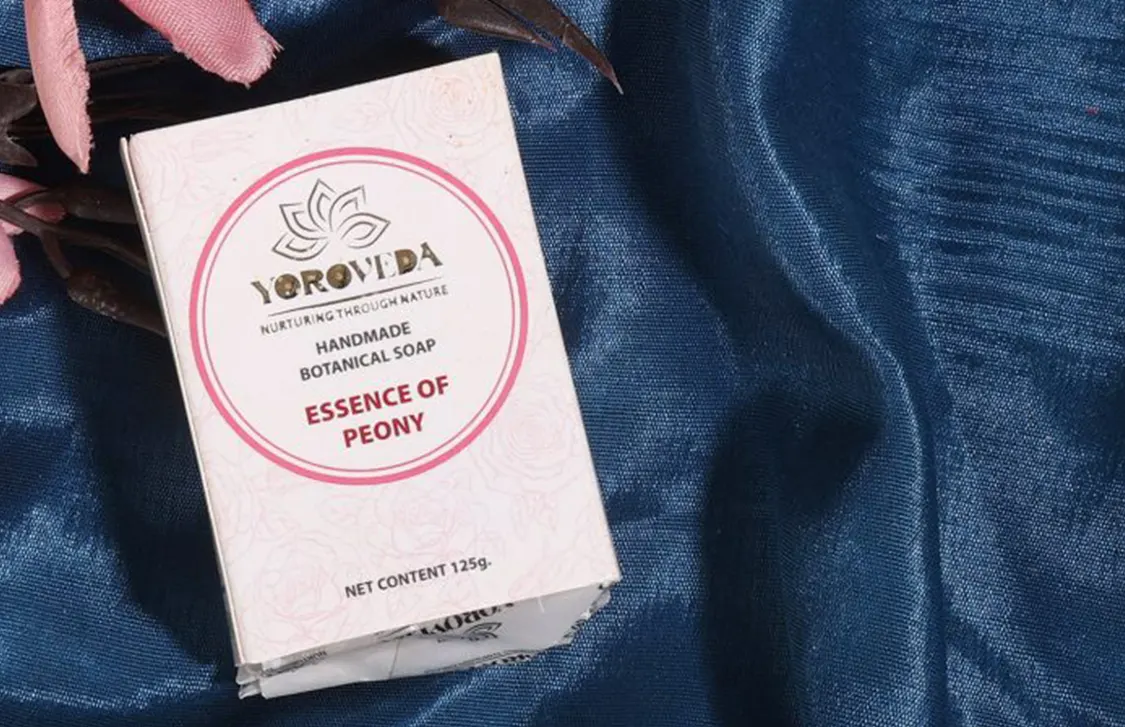 YOROVEDA
NURTURING THROUGH NATURE
HANDMADE
BOTANICAL SOAP
ESSENCE OF
PEONY
NET CONTENT 125g.